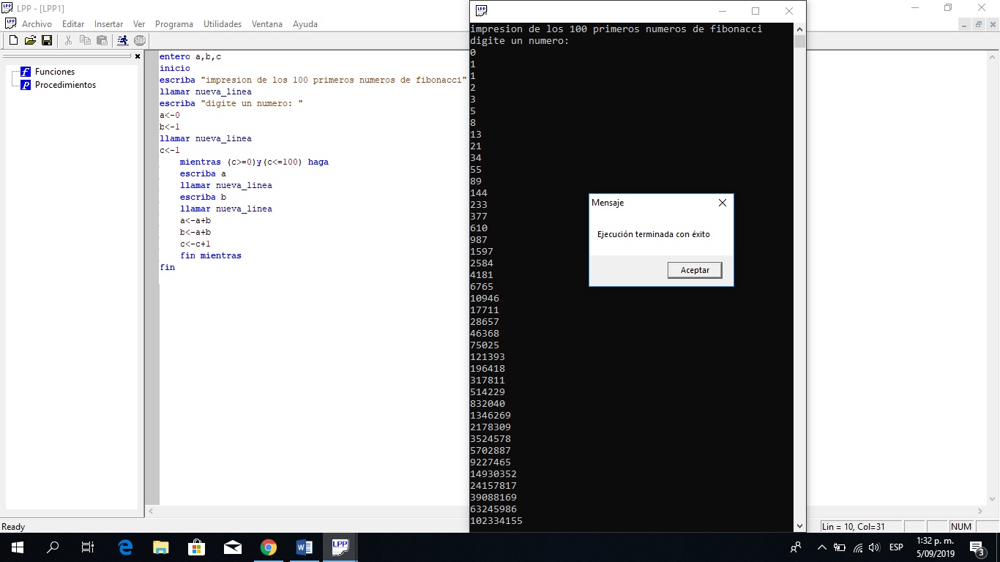 LPP - [LPP1]
Archivo Editar Insertar Ver Programa Utilidades Ventana Ayuda
STOP
Funciones
Procedimientos
entero a,b,c
inicio
escriba "impresion de los 100 primeros numeros de fibonacci"
llamar nueva_linea
escriba "digite un numero: "
a<-0
b<-1
llamar nueva_linea
c<-1
mientras (c>=0)y(c<=100) haga
escriba a
llamar nueva_linea
escriba b
llamar nueva_linea
a<-a+b
b<-a+b
c<-c+1
fin mientras
fin
LPP
impresion de los 100 primeros numeros de fibonacci
digite un numero:
0
1
1
2
3
5
8
13
21
34
55
89
144
233
377
610
987
1597
2584
4181
6765
10946
17711
28657
46368
75025
121393
196418
317811
514229
832040
1346269
2178309
3524578
5702887
9227465
14930352
24157817
39088169
63245986
102334155
Mensaje
Ejecución terminada con éxito
Aceptar
Ready
Lin = 10, Col=31
NUM
LPP
ESP
1:32 p. m.
5/09/2019
3